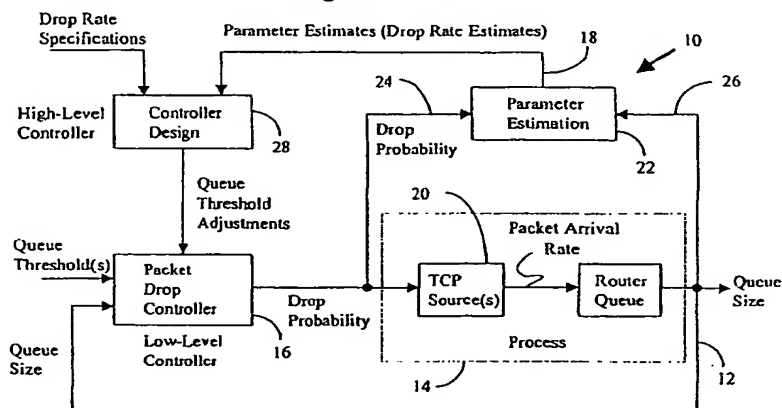 Drop Rate
Specifications
Parameter Estimates (Drop Rate Estimates)
18
10
24
26
High-Level
Controller
Controller
Design
28
Drop
Probability
Parameter
Estimation
22
Queue
Threshold
Adjustments
20
Packet Arrival
Rate
Queue
Threshold(s)
Packet
Drop
Controller
Drop
Probability
TCP
Source(s)
Router
Queue
Queue
Size
Queue
Size
Low-Level
Controller
16
Process
14
12